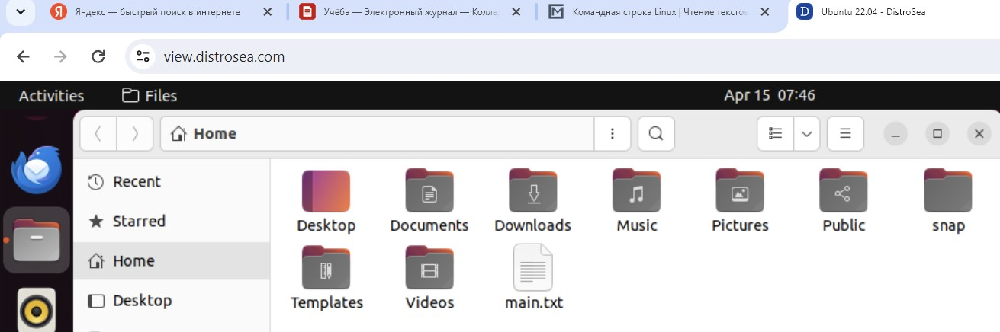 Яндекс — быстрый поиск в интернете
Учёба — Электронный журнал — Колле
Командная строка Linux | Чтение текстов
Ubuntu 22.04 - DistroSea
view.distrosea.com
Activities
Files
Apr 15 07:46
Home
Recent
Starred
Home
Desktop
Desktop
Documents
Downloads
Music
Pictures
Public
snap
Templates
Videos
main.txt